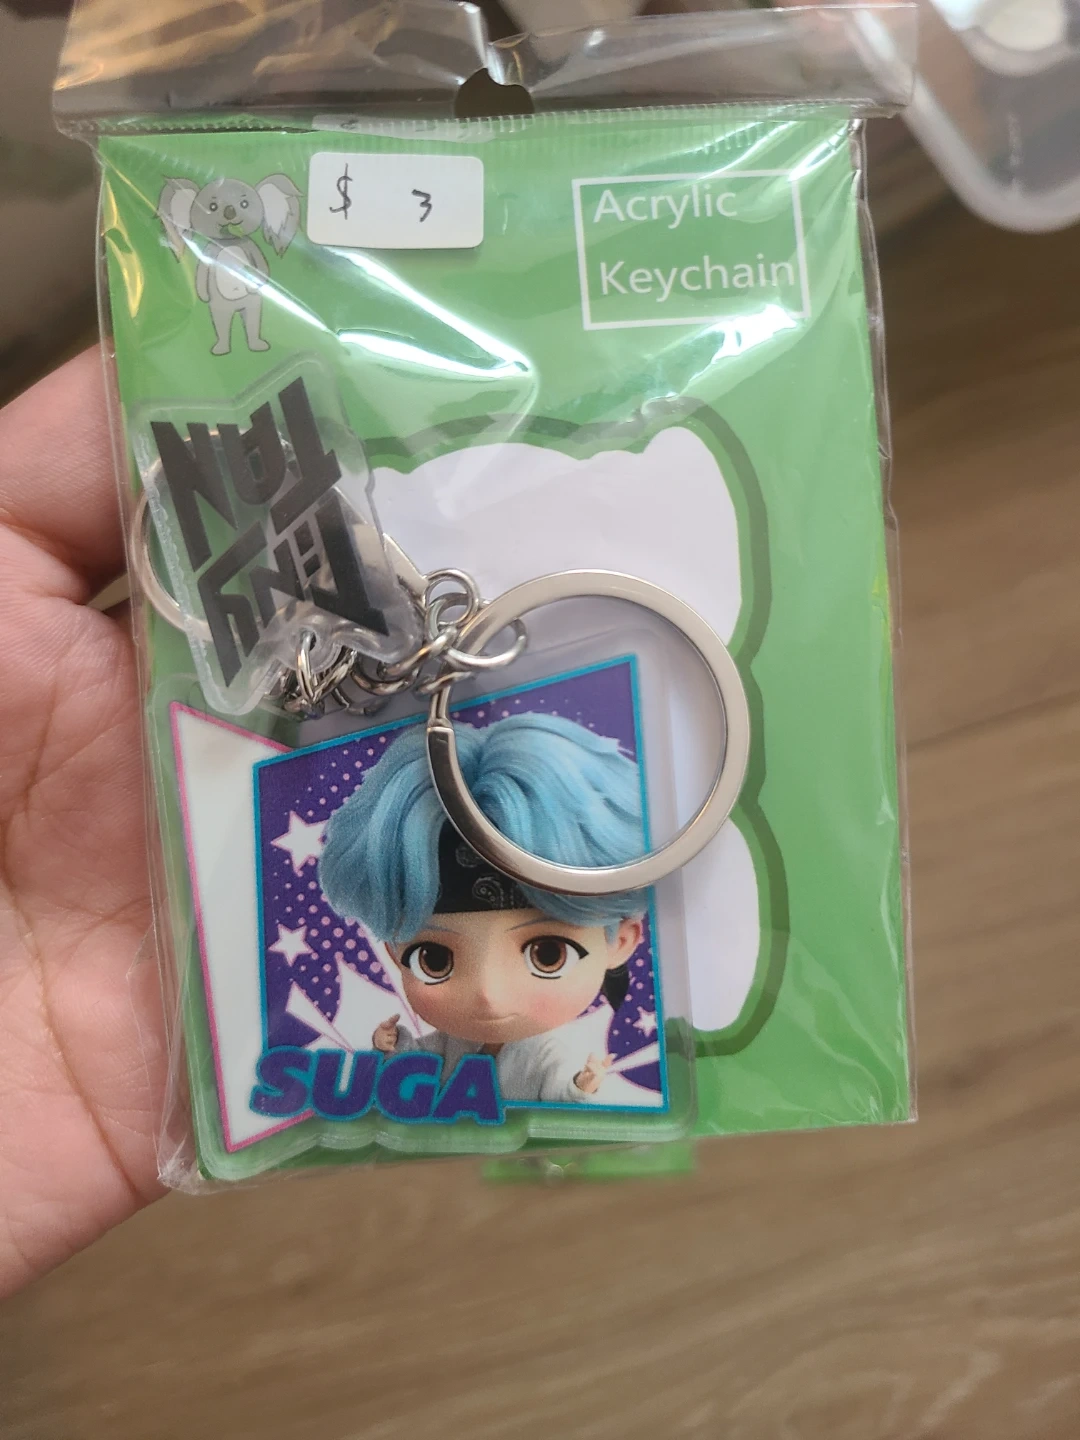 $ 3
Acrylic
Keychain
TINY
TAN
SUGA